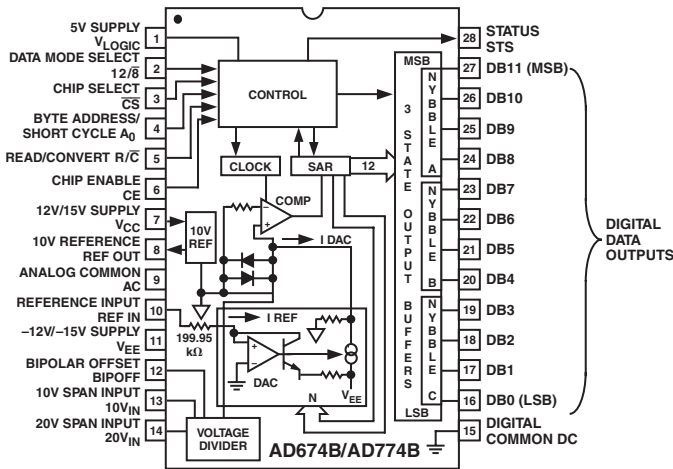 5V SUPPLY
VLOGIC
1
DATA MODE SELECT
12/8̅
2
CHIP SELECT
C̅S̅
3
BYTE ADDRESS/
SHORT CYCLE A0
4
READ/CONVERT R/C̅
5
CHIP ENABLE
CE
6
12V/15V SUPPLY
VCC
7
10V REFERENCE
REF OUT
8
ANALOG COMMON
AC
9
REFERENCE INPUT
REF IN
10
–12V/–15V SUPPLY
VEE
11
BIPOLAR OFFSET
BIPOFF
12
10V SPAN INPUT
10VIN
13
20V SPAN INPUT
20VIN
14
CONTROL
CLOCK
SAR
12
COMP
–
+
10V
REF
I DAC
I REF
199.95
kΩ
+
–
DAC
N
VEE
VOLTAGE
DIVIDER
AD674B/AD774B
MSB
3 STATE OUTPUT BUFFERS
LSB
NYBBLE A
NYBBLE B
NYBBLE C
28
STATUS
STS
27
DB11 (MSB)
26
DB10
25
DB9
24
DB8
23
DB7
22
DB6
21
DB5
20
DB4
19
DB3
18
DB2
17
DB1
16
DB0 (LSB)
15
DIGITAL
COMMON DC
DIGITAL
DATA
OUTPUTS